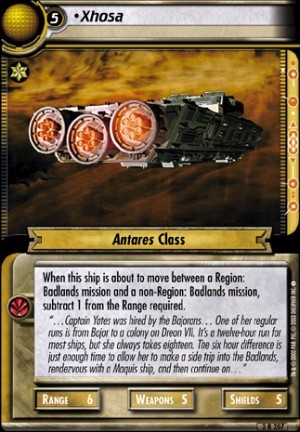 5
•Xhosa
Antares Class
When this ship is about to move between a Region:
Badlands mission and a non-Region: Badlands mission,
subtract 1 from the Range required.
"…Captain Yates was hired by the Bajorans… One of her regular
runs is from Bajor to a colony on Dreon VII. It's a twelve-hour run for
most ships, but she always takes eighteen. The six hour difference is
just enough time to allow her to make a side trip into the Badlands,
rendezvous with a Maquis ship, and then continue on…"
RANGE 6 WEAPONS 5 SHIELDS 5